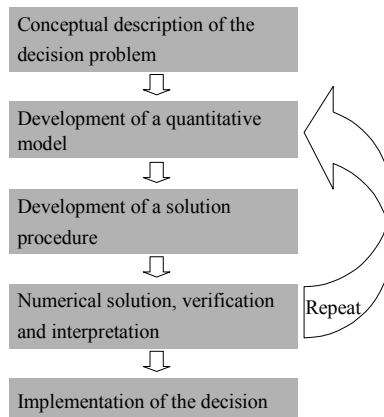 Conceptual description of the
decision problem
Development of a quantitative
model
Development of a solution
procedure
Numerical solution, verification
and interpretation
Repeat
Implementation of the decision